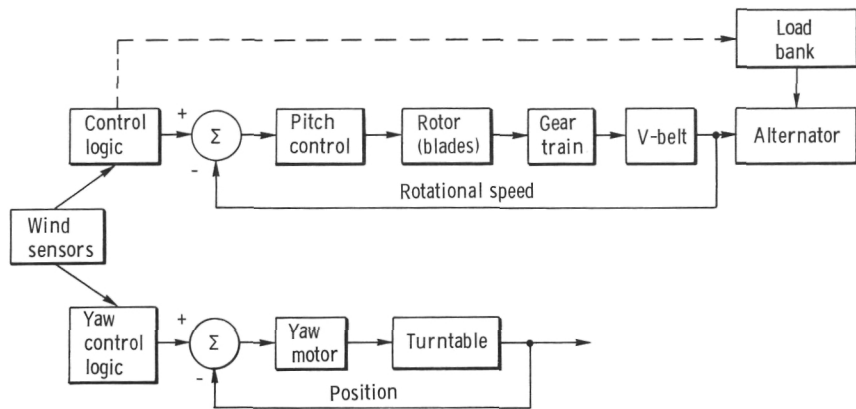 Load
bank
+
Control
logic
Σ
Pitch
control
Rotor
(blades)
Gear
train
V-belt
Alternator
-
Rotational speed
Wind
sensors
+
Yaw
control
logic
Σ
Yaw
motor
Turntable
-
Position